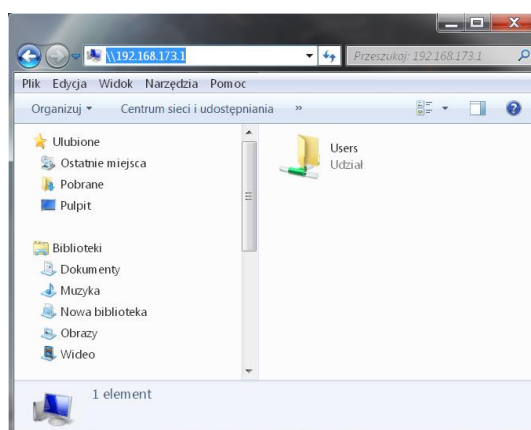 \\192.168.173.1
Przeszukaj: 192.168.173.1
Plik Edycja Widok Narzędzia Pomoc
Organizuj Centrum sieci i udostępniania »
Ulubione
Ostatnie miejsca
Pobrane
Pulpit
Biblioteki
Dokumenty
Muzyka
Nowa biblioteka
Obrazy
Wideo
Users
Udział
1 element